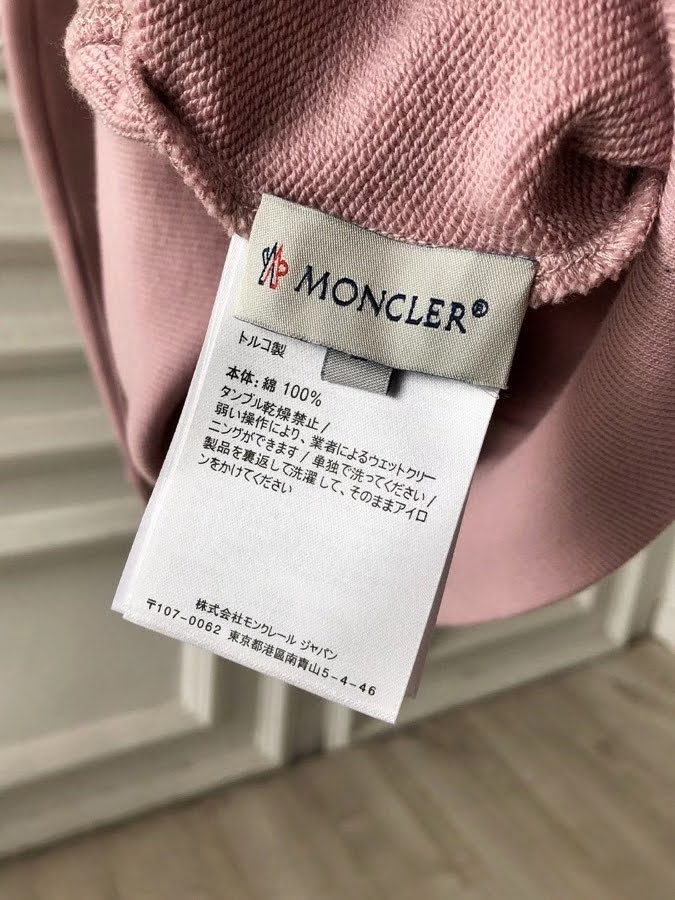 MONCLER®
トルコ製
本体：綿 100%
タンブル乾燥禁止 /
弱い操作により、業者によるウエットクリー
ニングができます / 単独で洗ってください /
製品を裏返して洗濯して、そのままアイロ
ンをかけてください
株式会社モンクレール ジャパン
〒107-0062 東京都港區南青山5-4-46